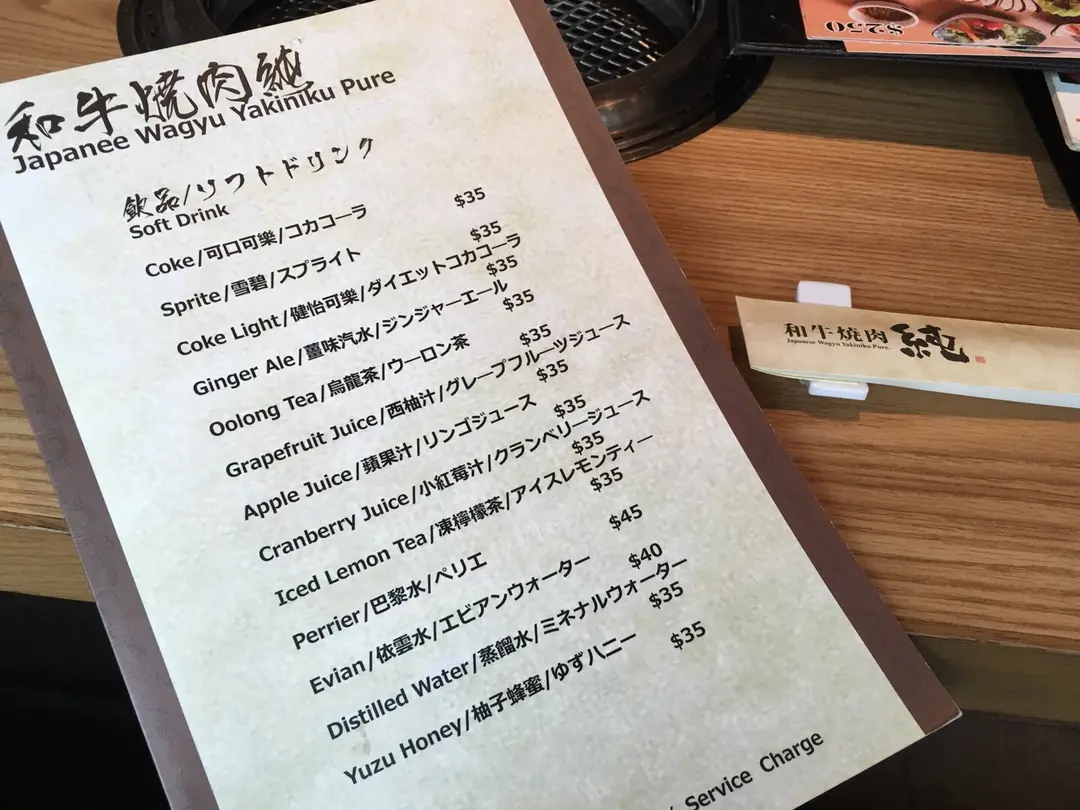 和牛焼肉純
Japanee Wagyu Yakiniku Pure
飲品/ソフトドリンク
Soft Drink
Coke/可口可樂/コカコーラ $35
Sprite/雪碧/スプライト $35
Coke Light/健怡可樂/ダイエットコカコーラ $35
Ginger Ale/薑味汽水/ジンジャーエール $35
Oolong Tea/烏龍茶/ウーロン茶 $35
Grapefruit Juice/西柚汁/グレープフルーツジュース $35
Apple Juice/蘋果汁/リンゴジュース $35
Cranberry Juice/小紅莓汁/クランベリージュース $35
Iced Lemon Tea/凍檸檬茶/アイスレモンティー $35
Perrier/巴黎水/ペリエ $45
Evian/依雲水/エビアンウォーター $40
Distilled Water/蒸餾水/ミネナルウォーター $35
Yuzu Honey/柚子蜂蜜/ゆずハニー $35
Service Charge
$250
和牛焼肉 純
Japanese Wagyu Yakiniku Pure.